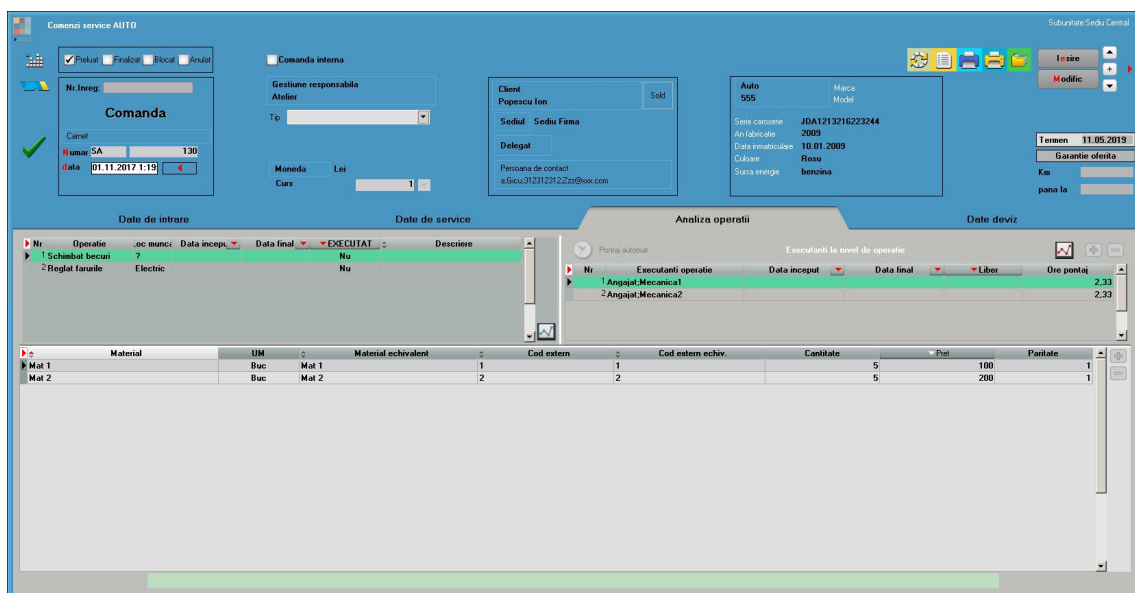 Comenzi service AUTO
Subunitate:Sediu Central
Preluat Finalizat Blocat Anulat
Comanda interna
Iesire
Modific
Nr.Inreg:
Comanda
Carnet
Numar SA 130
data 01.11.2017 1:19:
Gestiune responsabila
Atelier
Tip
Moneda Lei
Curs 1
Client
Popescu Ion
Sold
Sediul Sediu Firma
Delegat
Persoana de contact
a;Gicu;312312312;Zzz@xxx.com
Auto Marca
555 Model
Serie caroserie JDA1213216223244
An fabricatie 2009
Data inmatriculare 10.01.2009
Culoare Rosu
Sursa energie benzina
Termen 11.05.2019
Garantie oferita
Km
pana la
Date de intrare Date de service Analiza operatii Date deviz
Nr Operatie .oc munca Data incepu Data final EXECUTAT Descriere
1 Schimbat becuri ? Nu
2 Reglat farurile Electric Nu
Pontaj automat Executanti la nivel de operatie
Nr Executanti operatie Data inceput Data final Liber Ore pontaj
1 Angajat;Mecanica1 2,33
2 Angajat;Mecanica2 2,33
Material UM Material echivalent Cod extern Cod extern echiv. Cantitate Pret Paritate
Mat 1 Buc Mat 1 1 1 5 100 1
Mat 2 Buc Mat 2 2 2 5 200 1